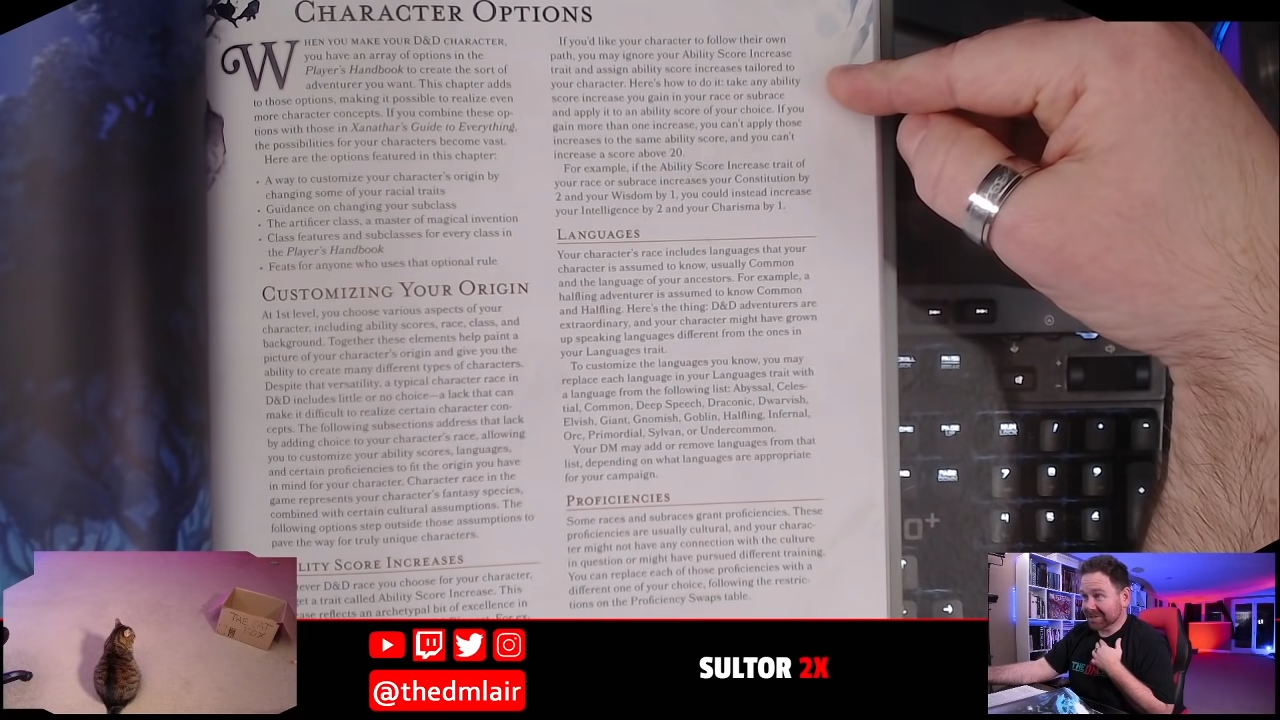 CHARACTER OPTIONS
WHEN YOU MAKE YOUR D&D CHARACTER,
you have an array of options in the
Player's Handbook to create the sort of
adventurer you want. This chapter adds
to those options, making it possible to realize even
more character concepts. If you combine these op-
tions with those in Xanathar's Guide to Everything,
the possibilities for your characters become vast.
Here are the options featured in this chapter:
• A way to customize your character's origin by
changing some of your racial traits
• Guidance on changing your subclass
• The artificer class, a master of magical invention
• Class features and subclasses for every class in
the Player's Handbook
• Feats for anyone who uses that optional rule
CUSTOMIZING YOUR ORIGIN
At 1st level, you choose various aspects of your
character, including ability scores, race, class, and
background. Together these elements help paint a
picture of your character's origin and give you the
ability to create many different types of characters.
Despite that versatility, a typical character race in
D&D includes little or no choice—a lack that can
make it difficult to realize certain character con-
cepts. The following subsections address that lack
by adding choice to your character's race, allowing
you to customize your ability scores, languages,
and certain proficiencies to fit the origin you have
in mind for your character. Character race in the
game represents your character's fantasy species,
combined with certain cultural assumptions. The
following options step outside those assumptions to
pave the way for truly unique characters.
LITY SCORE INCREASES
ever D&D race you choose for your character,
et a trait called Ability Score Increase. This
ase reflects an archetypal bit of excellence in
If you'd like your character to follow their own
path, you may ignore your Ability Score Increase
trait and assign ability score increases tailored to
your character. Here's how to do it: take any ability
score increase you gain in your race or subrace
and apply it to an ability score of your choice. If you
gain more than one increase, you can't apply those
increases to the same ability score, and you can't
increase a score above 20.
For example, if the Ability Score Increase trait of
your race or subrace increases your Constitution by
2 and your Wisdom by 1, you could instead increase
your Intelligence by 2 and your Charisma by 1.
LANGUAGES
Your character's race includes languages that your
character is assumed to know, usually Common
and the language of your ancestors. For example, a
halfling adventurer is assumed to know Common
and Halfling. Here's the thing: D&D adventurers are
extraordinary, and your character might have grown
up speaking languages different from the ones in
your Languages trait.
To customize the languages you know, you may
replace each language in your Languages trait with
a language from the following list: Abyssal, Celes-
tial, Common, Deep Speech, Draconic, Dwarvish,
Elvish, Giant, Gnomish, Goblin, Halfling, Infernal,
Orc, Primordial, Sylvan, or Undercommon.
Your DM may add or remove languages from that
list, depending on what languages are appropriate
for your campaign.
PROFICIENCIES
Some races and subraces grant proficiencies. These
proficiencies are usually cultural, and your charac-
ter might not have any connection with the culture
in question or might have pursued different training.
You can replace each of those proficiencies with a
different one of your choice, following the restric-
tions on the Proficiency Swaps table.
7 8 9
4 5 6
THE CAT
BOX
@thedmlair
SULTOR 2X